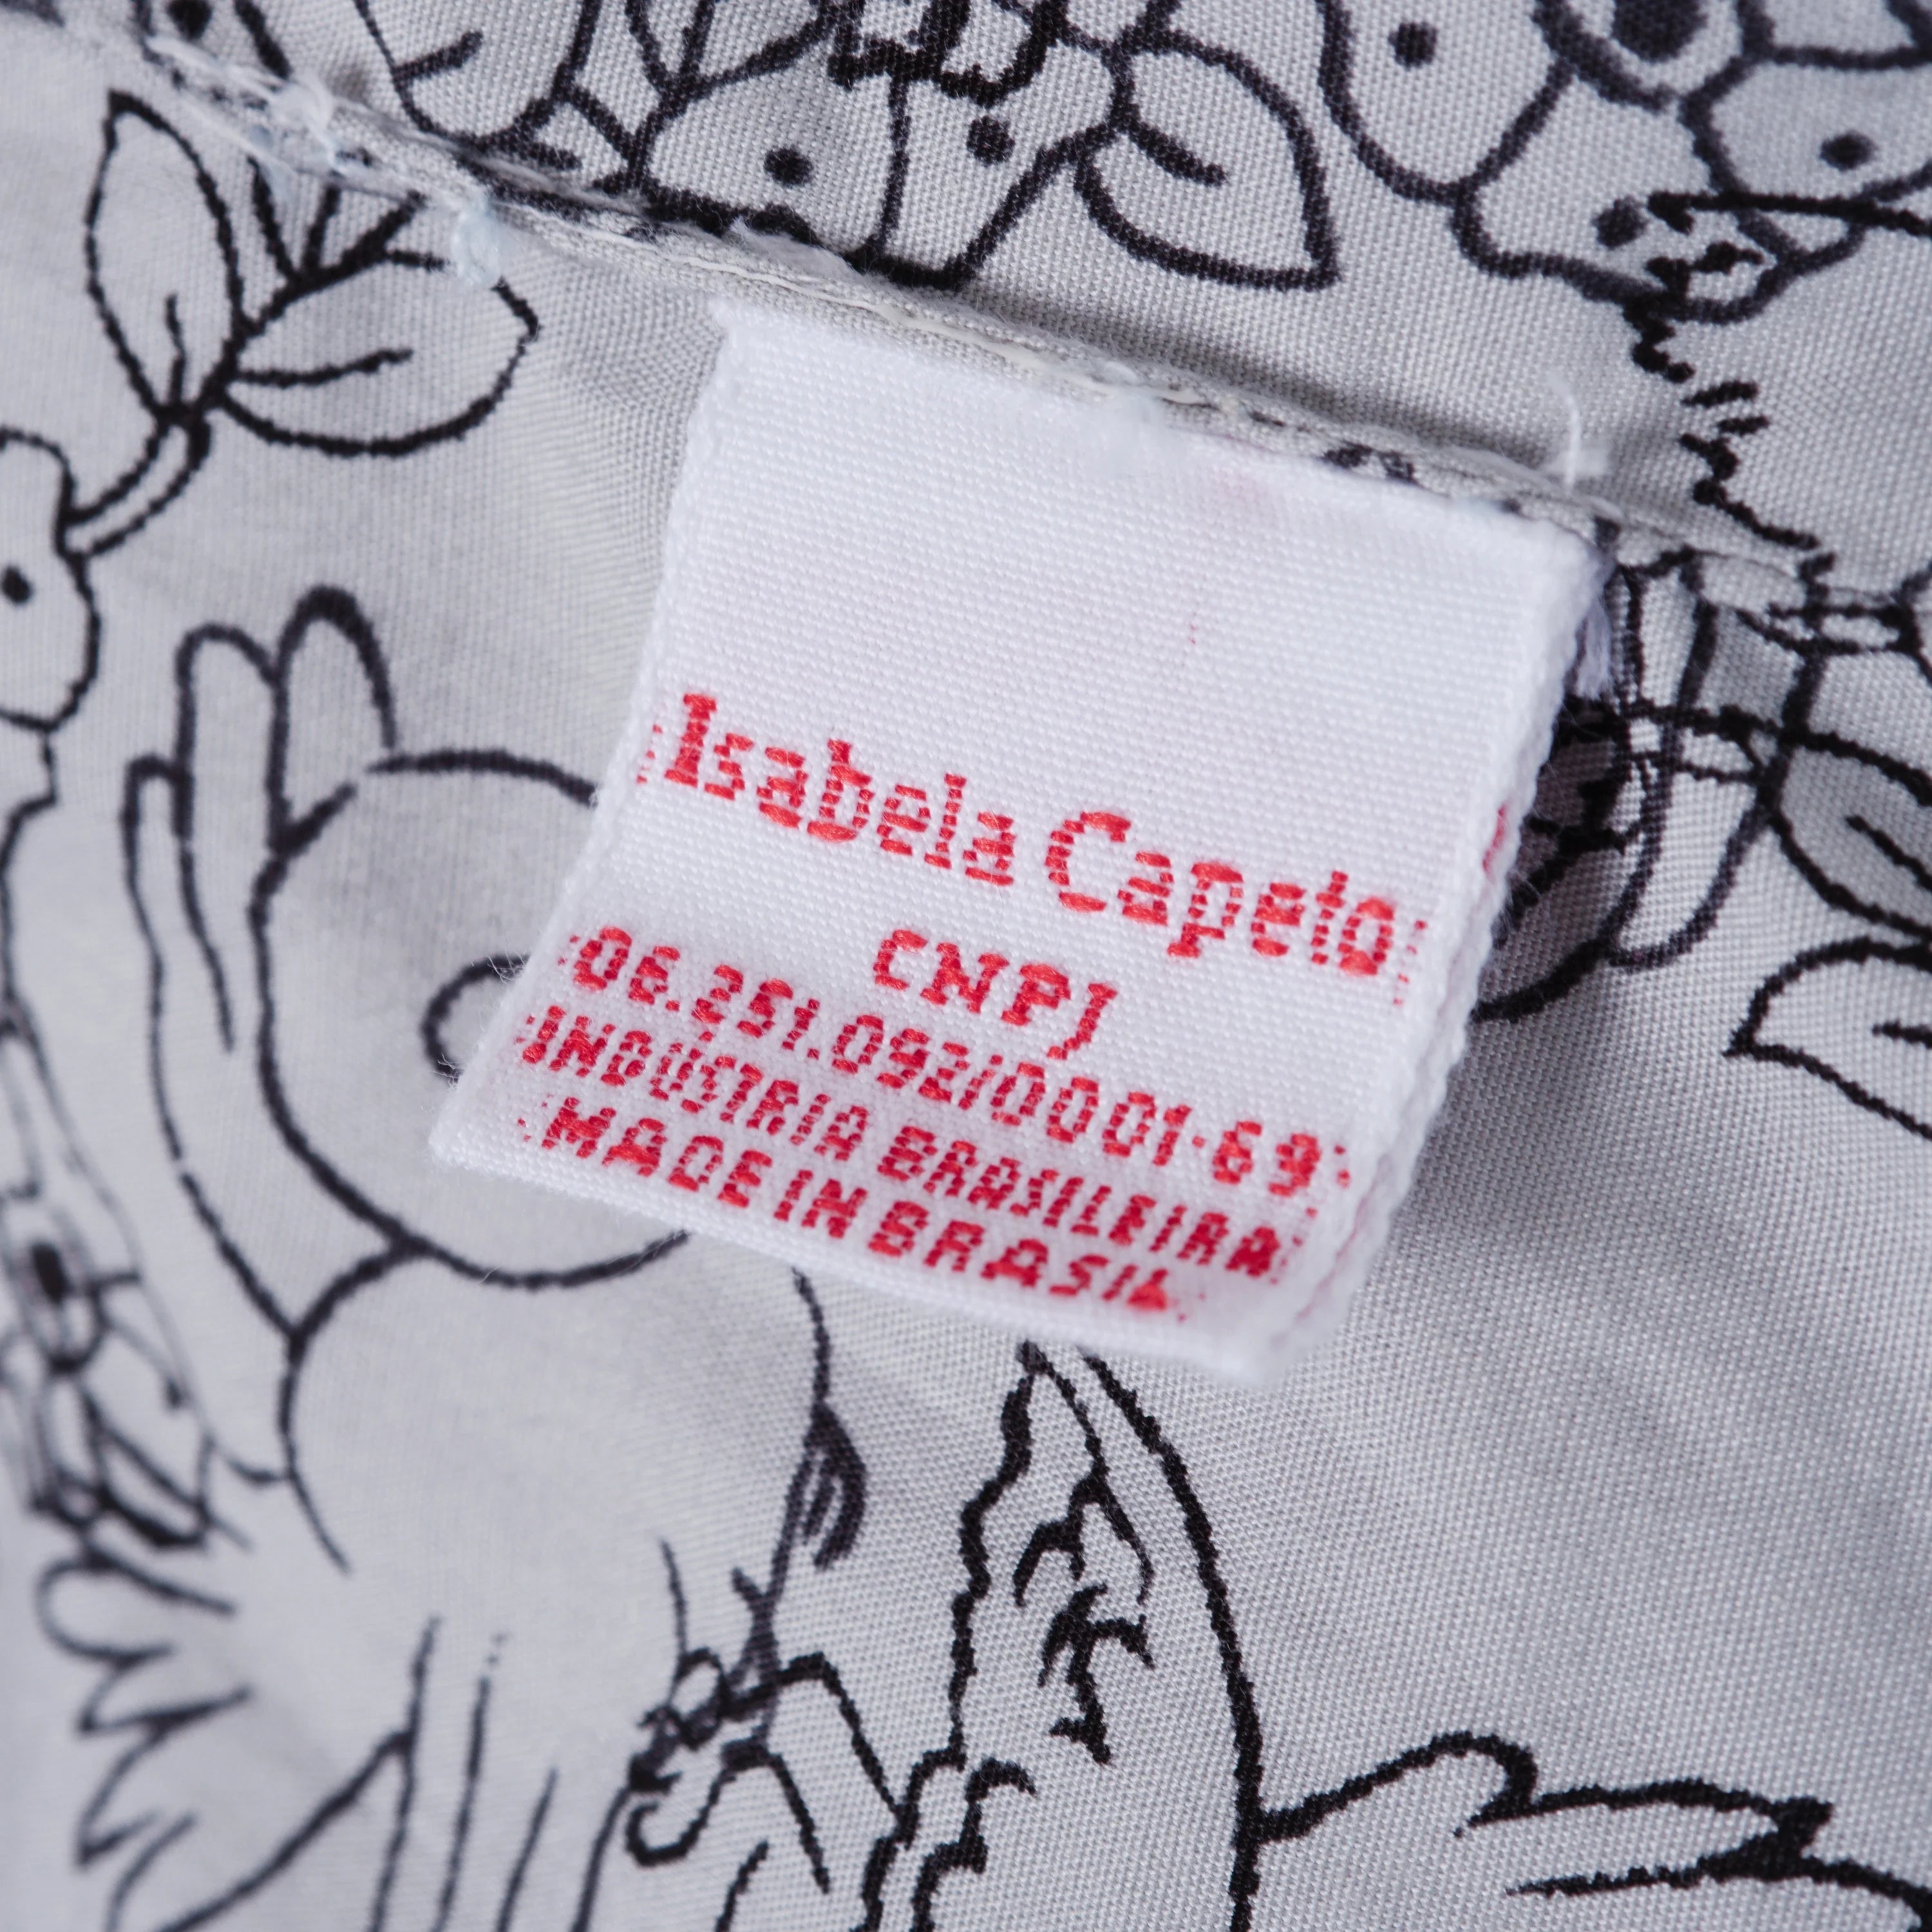 Isabela Capeto
CNPJ
06.251.092/0001-69
INDÚSTRIA BRASILEIRA
MADE IN BRASIL